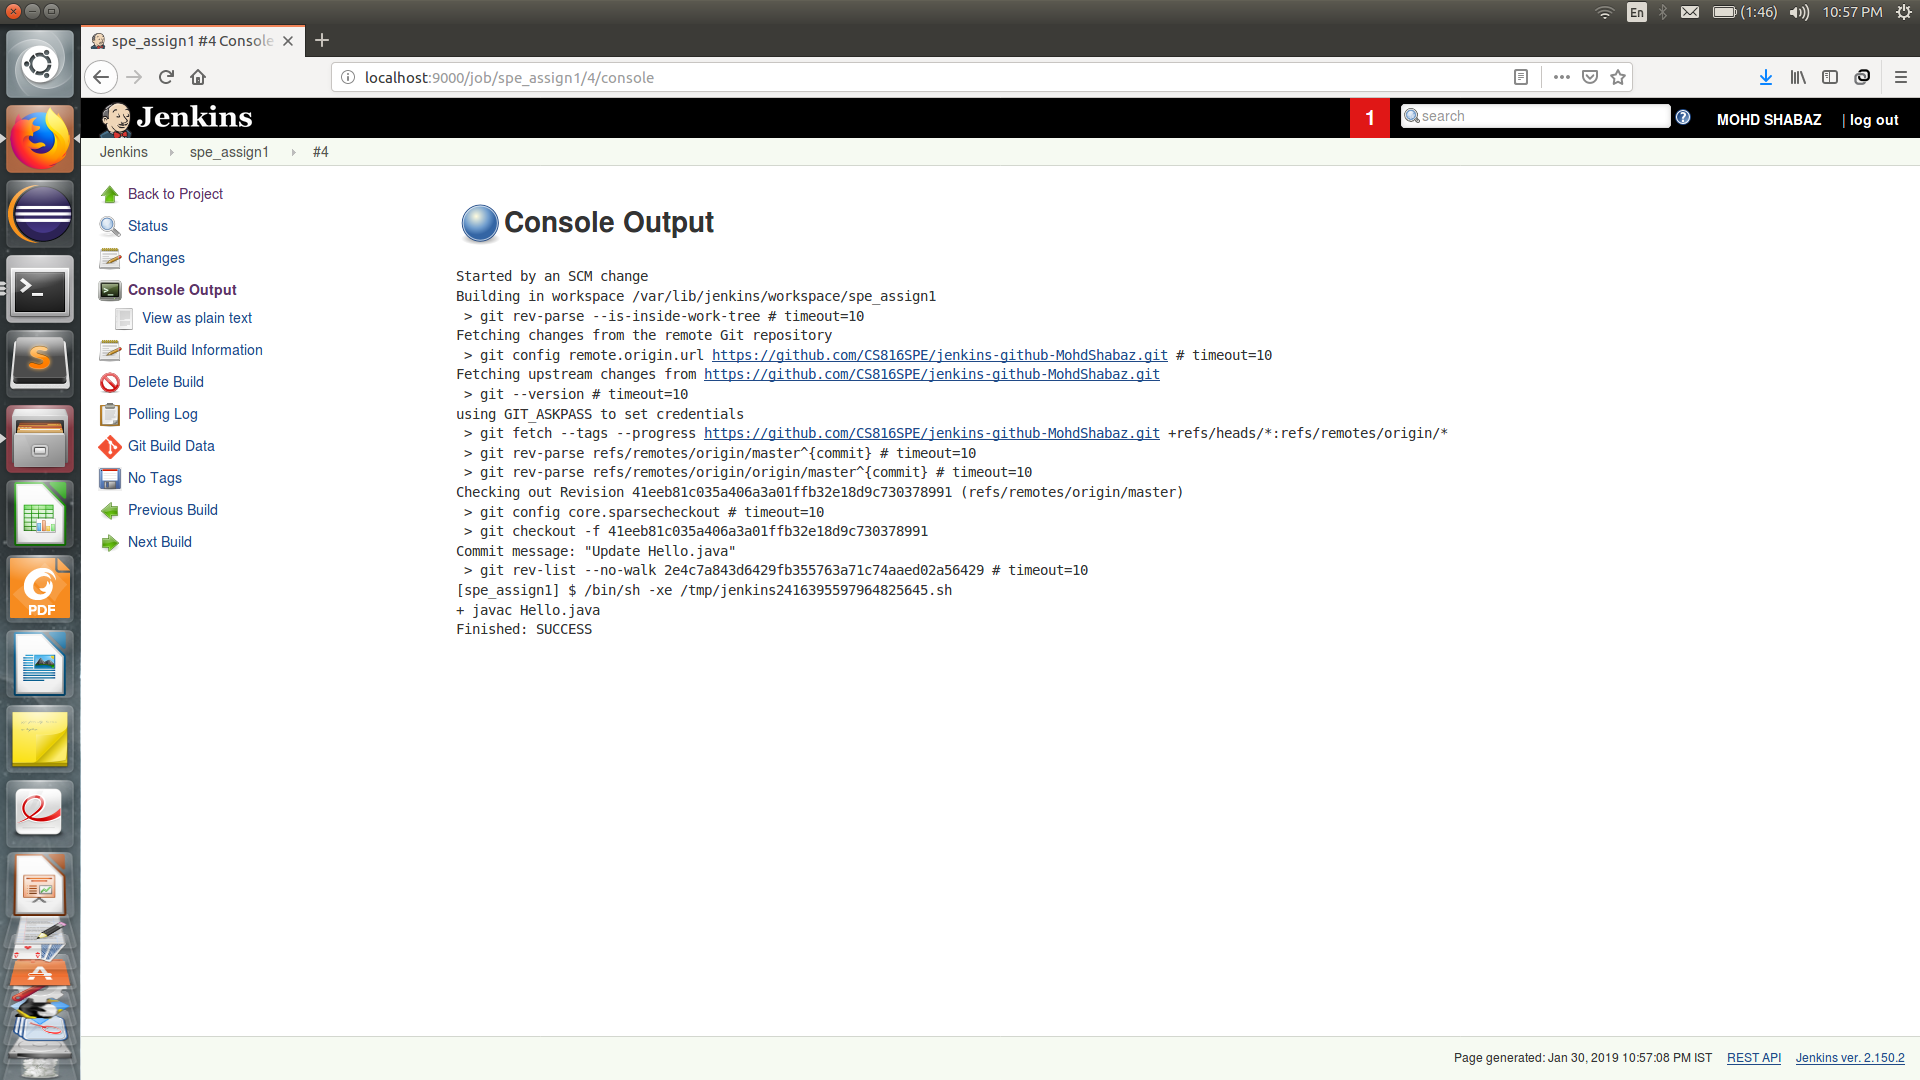 En
(1:46)
10:57 PM
spe_assign1 #4 Console
localhost:9000/job/spe_assign1/4/console
Jenkins
1
search
MOHD SHABAZ
| log out
Jenkins
spe_assign1
#4
Back to Project
Status
Changes
Console Output
View as plain text
Edit Build Information
Delete Build
Polling Log
Git Build Data
No Tags
Previous Build
Next Build
Console Output
Started by an SCM change
Building in workspace /var/lib/jenkins/workspace/spe_assign1
> git rev-parse --is-inside-work-tree # timeout=10
Fetching changes from the remote Git repository
> git config remote.origin.url https://github.com/CS816SPE/jenkins-github-MohdShabaz.git # timeout=10
Fetching upstream changes from https://github.com/CS816SPE/jenkins-github-MohdShabaz.git
> git --version # timeout=10
using GIT_ASKPASS to set credentials
> git fetch --tags --progress https://github.com/CS816SPE/jenkins-github-MohdShabaz.git +refs/heads/*:refs/remotes/origin/*
> git rev-parse refs/remotes/origin/master^{commit} # timeout=10
> git rev-parse refs/remotes/origin/origin/master^{commit} # timeout=10
Checking out Revision 41eeb81c035a406a3a01ffb32e18d9c730378991 (refs/remotes/origin/master)
> git config core.sparsecheckout # timeout=10
> git checkout -f 41eeb81c035a406a3a01ffb32e18d9c730378991
Commit message: "Update Hello.java"
> git rev-list --no-walk 2e4c7a843d6429fb355763a71c74aaed02a56429 # timeout=10
[spe_assign1] $ /bin/sh -xe /tmp/jenkins2416395597964825645.sh
+ javac Hello.java
Finished: SUCCESS
PDF
Page generated: Jan 30, 2019 10:57:08 PM IST
REST API
Jenkins ver. 2.150.2